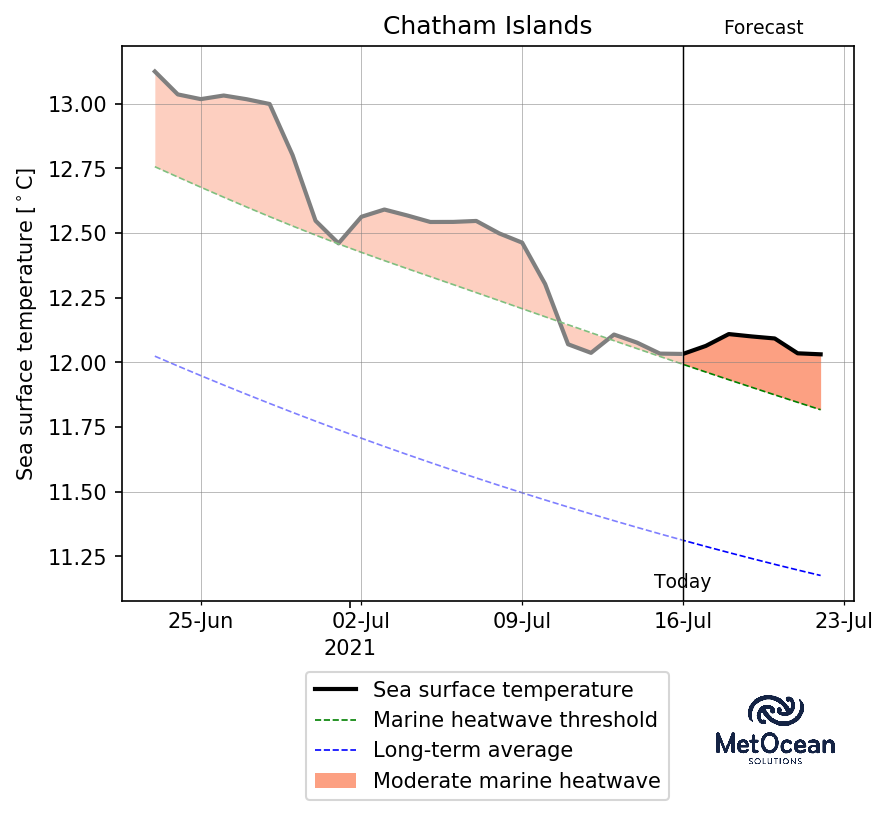 Chatham Islands
Forecast
Sea surface temperature [°C]
13.00
12.75
12.50
12.25
12.00
11.75
11.50
11.25
Today
25-Jun
02-Jul
09-Jul
16-Jul
23-Jul
2021
Sea surface temperature
Marine heatwave threshold
Long-term average
Moderate marine heatwave
MetOcean
SOLUTIONS